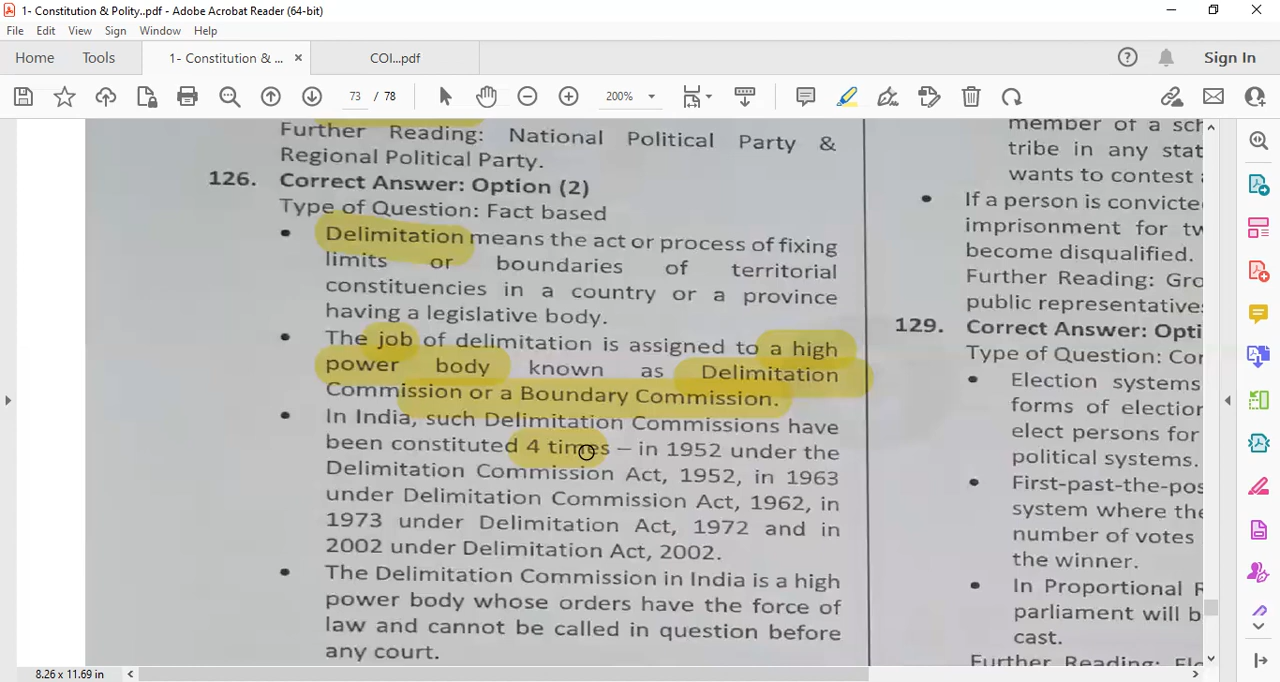 1- Constitution & Polity..pdf - Adobe Acrobat Reader (64-bit)
File Edit View Sign Window Help
Home Tools 1- Constitution & ... × COI...pdf Sign In
73 / 78 200%
Further Reading: National Political Party &
Regional Political Party.
126. Correct Answer: Option (2)
Type of Question: Fact based
• Delimitation means the act or process of fixing
limits or boundaries of territorial
constituencies in a country or a province
having a legislative body.
• The job of delimitation is assigned to a high
power body known as Delimitation
Commission or a Boundary Commission.
• In India, such Delimitation Commissions have
been constituted 4 times – in 1952 under the
Delimitation Commission Act, 1952, in 1963
under Delimitation Commission Act, 1962, in
1973 under Delimitation Act, 1972 and in
2002 under Delimitation Act, 2002.
• The Delimitation Commission in India is a high
power body whose orders have the force of
law and cannot be called in question before
any court.
member of a sch
tribe in any stat
wants to contest
• If a person is convicte
imprisonment for tw
become disqualified.
Further Reading: Gro
public representatives
129. Correct Answer: Opti
Type of Question: Cor
• Election systems
forms of election
elect persons for
political systems.
• First-past-the-pos
system where the
number of votes
the winner.
• In Proportional R
parliament will b
cast.
Further Reading: Ele
8.26 x 11.69 in